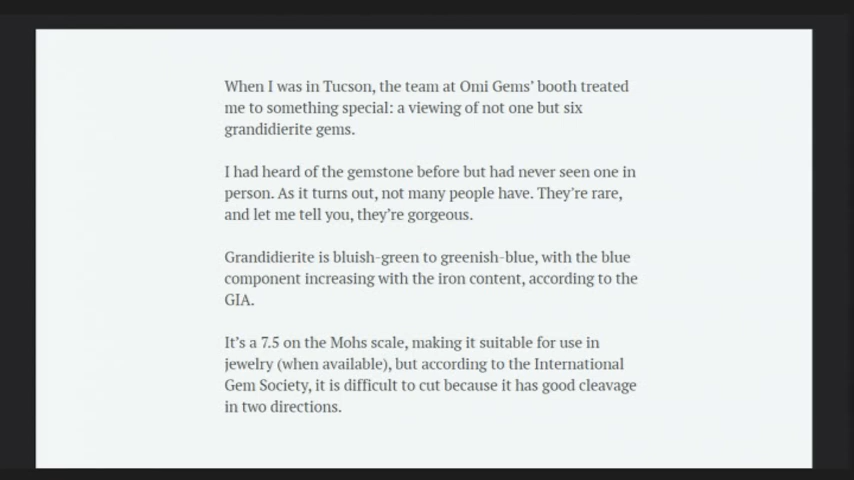 When I was in Tucson, the team at Omi Gems’ booth treated
me to something special: a viewing of not one but six
grandidierite gems.
I had heard of the gemstone before but had never seen one in
person. As it turns out, not many people have. They’re rare,
and let me tell you, they’re gorgeous.
Grandidierite is bluish-green to greenish-blue, with the blue
component increasing with the iron content, according to the
GIA.
It’s a 7.5 on the Mohs scale, making it suitable for use in
jewelry (when available), but according to the International
Gem Society, it is difficult to cut because it has good cleavage
in two directions.